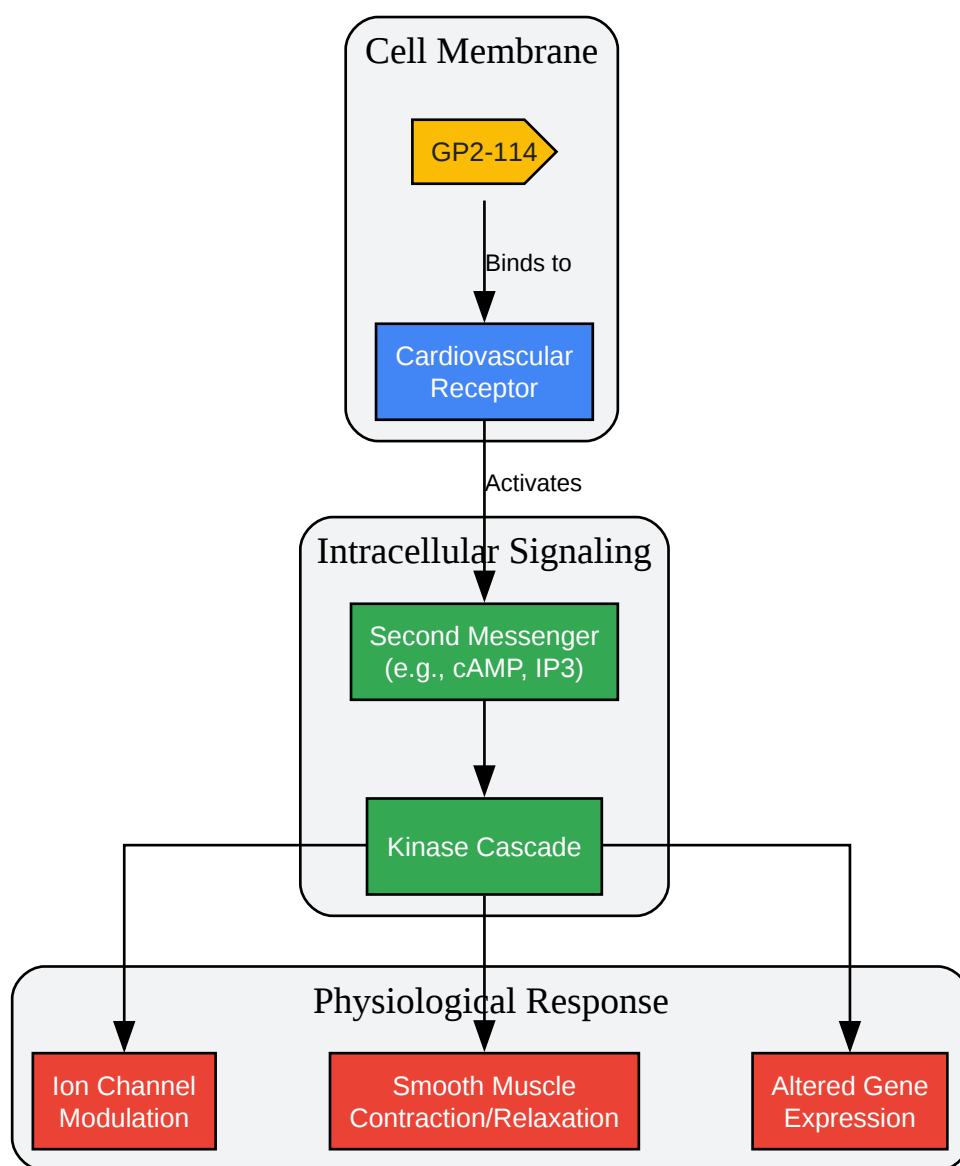 Cell Membrane
GP2-114
Binds to
Cardiovascular
Receptor
Activates
Intracellular Signaling
Second Messenger
(e.g., cAMP, IP3)
Kinase Cascade
Physiological Response
Ion Channel
Modulation
Smooth Muscle
Contraction/Relaxation
Altered Gene
Expression